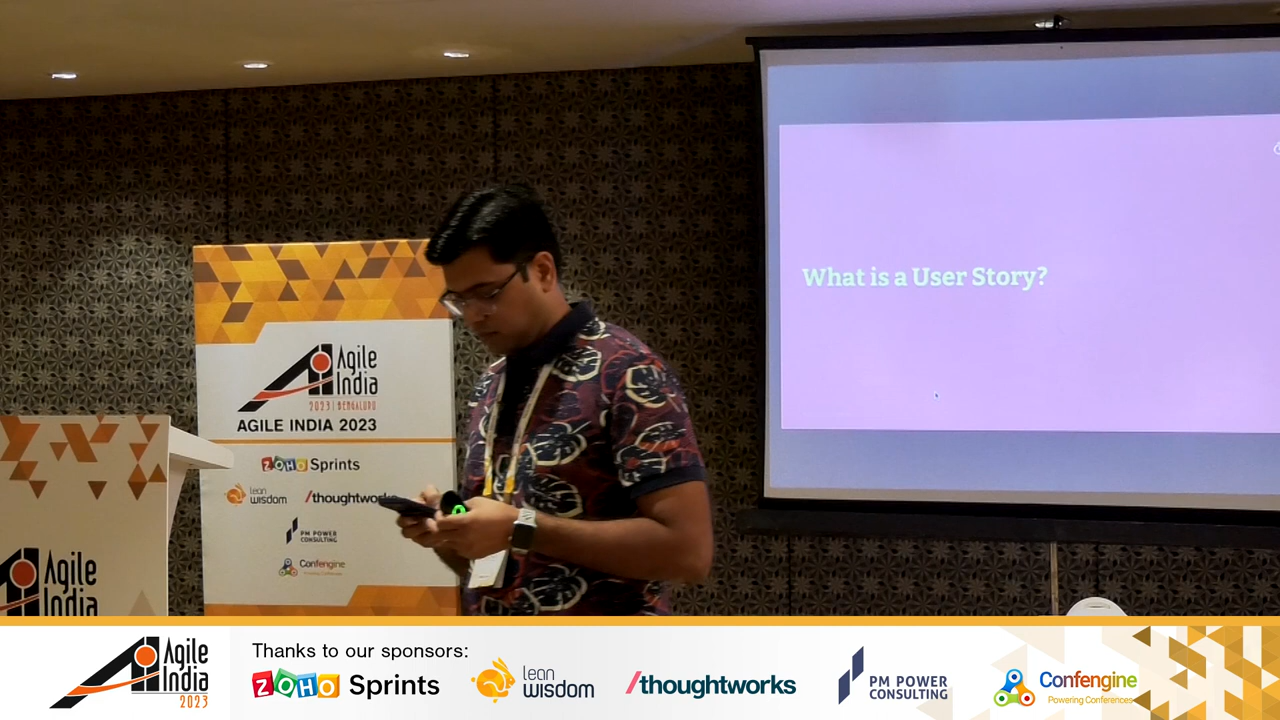 What is a User Story?
Agile
India
2023 | BENGALURU
AGILE INDIA 2023
ZOHO Sprints
lean
wisdom
/thoughtworks
PM POWER
CONSULTING
Confengine
Powering Conferences
Agile
India
Agile
India
2023
Thanks to our sponsors:
ZOHO Sprints
lean
wisdom
/thoughtworks
PM POWER
CONSULTING
Confengine
Powering Conferences